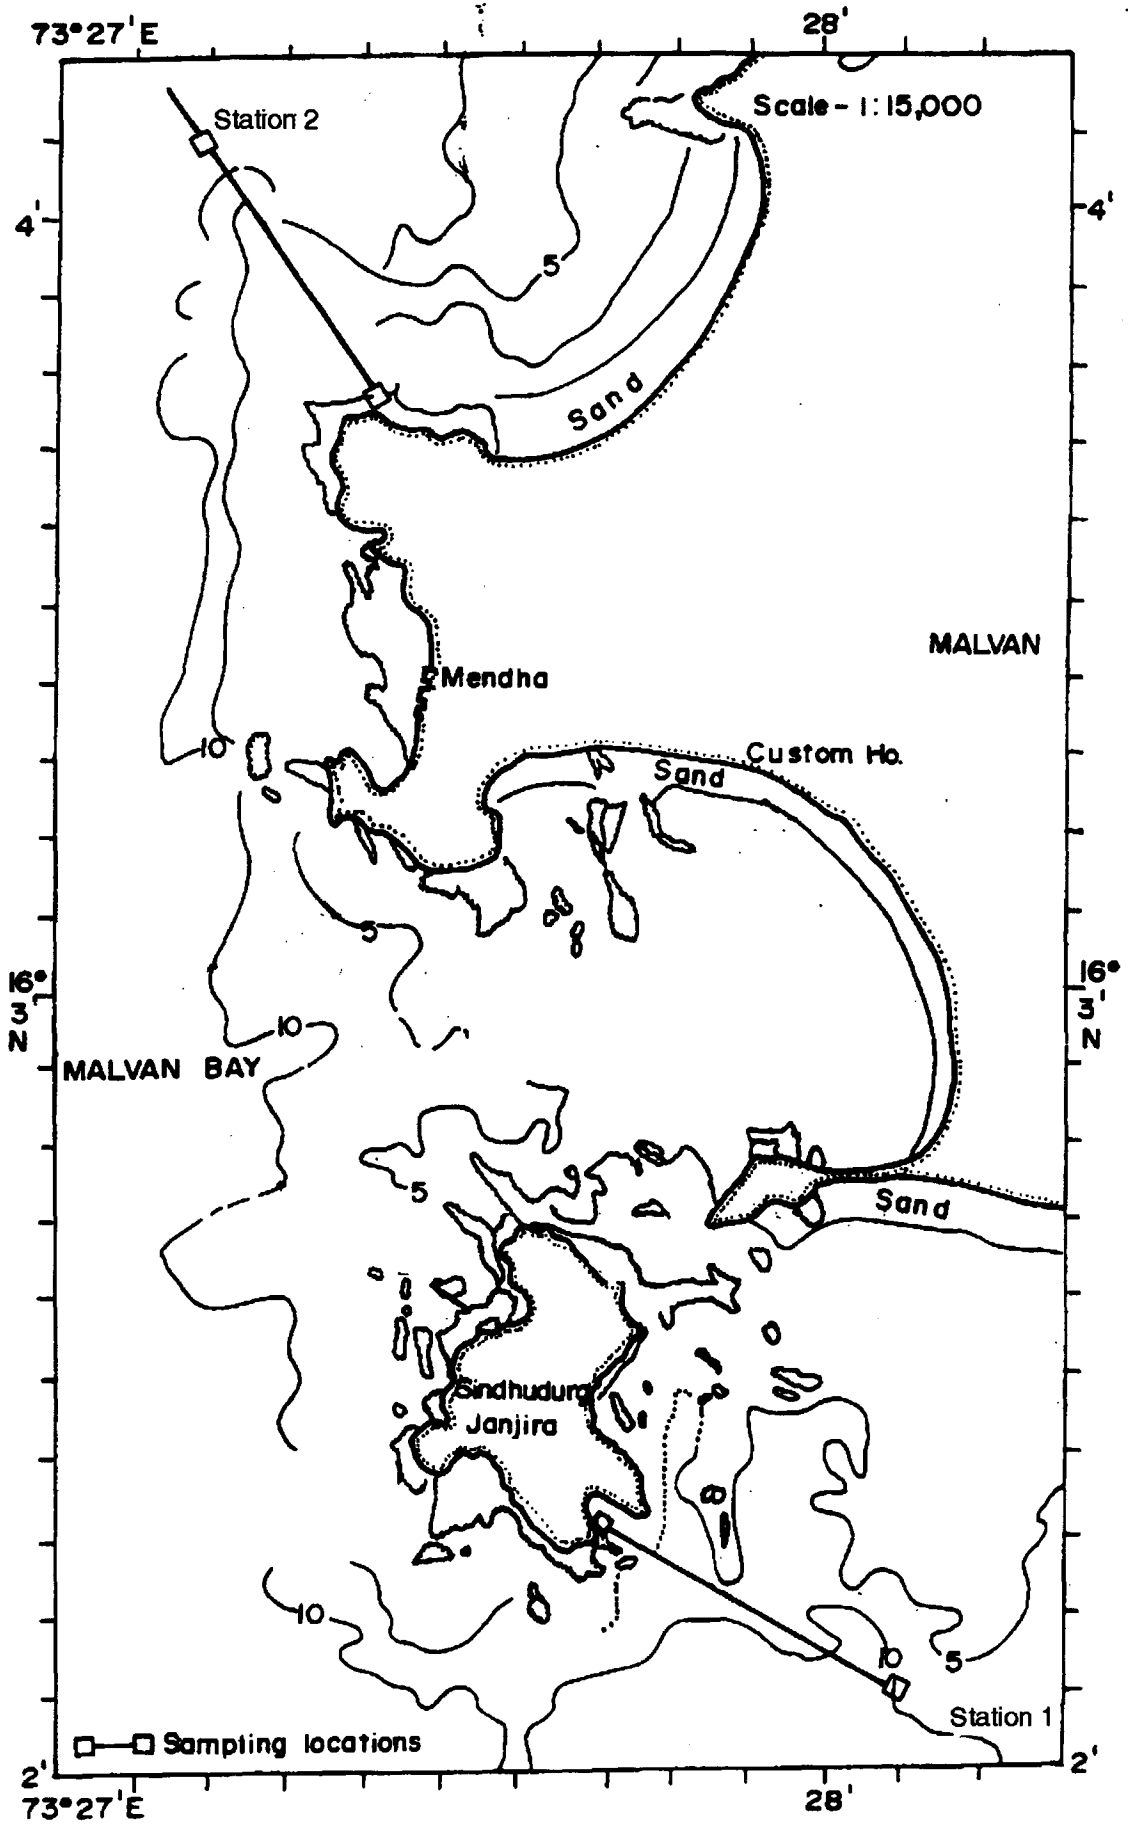 73°27'E
28'
Station 2
Scale - 1:15,000
4'
4'
5
Sand
MALVAN
Mendha
10
Custom Ho.
Sand
5
16°
3'
N
16°
3'
N
10
MALVAN BAY
5
Sand
Sindhudurg
Janjira
10
10
5
Station 1
Sampling locations
2'
2'
73°27'E
28'